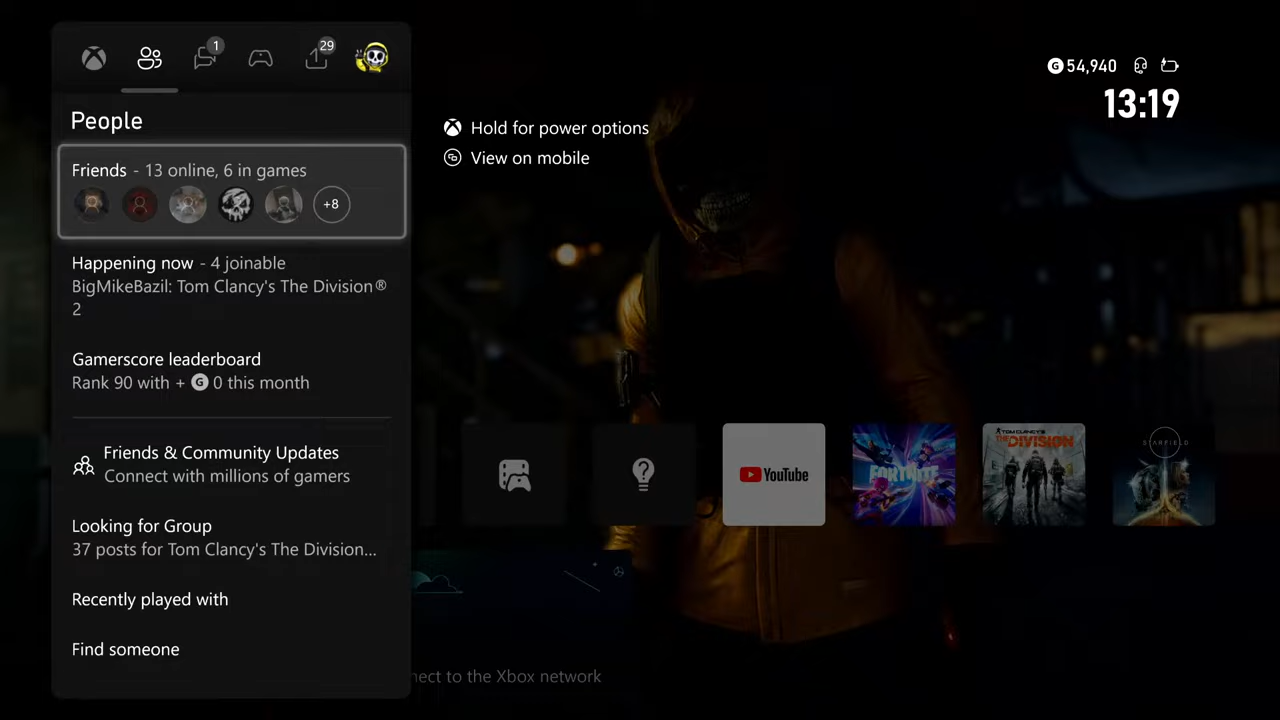 1
29
G 54,940
13:19
People
Hold for power options
View on mobile
Friends - 13 online, 6 in games
+8
Happening now - 4 joinable
BigMikeBazil: Tom Clancy's The Division®
2
Gamerscore leaderboard
Rank 90 with + G 0 this month
Friends & Community Updates
Connect with millions of gamers
Looking for Group
37 posts for Tom Clancy's The Division...
Recently played with
Find someone
YouTube
FORTNITE
TOM CLANCY'S
THE DIVISION
STARFIELD
nect to the Xbox network